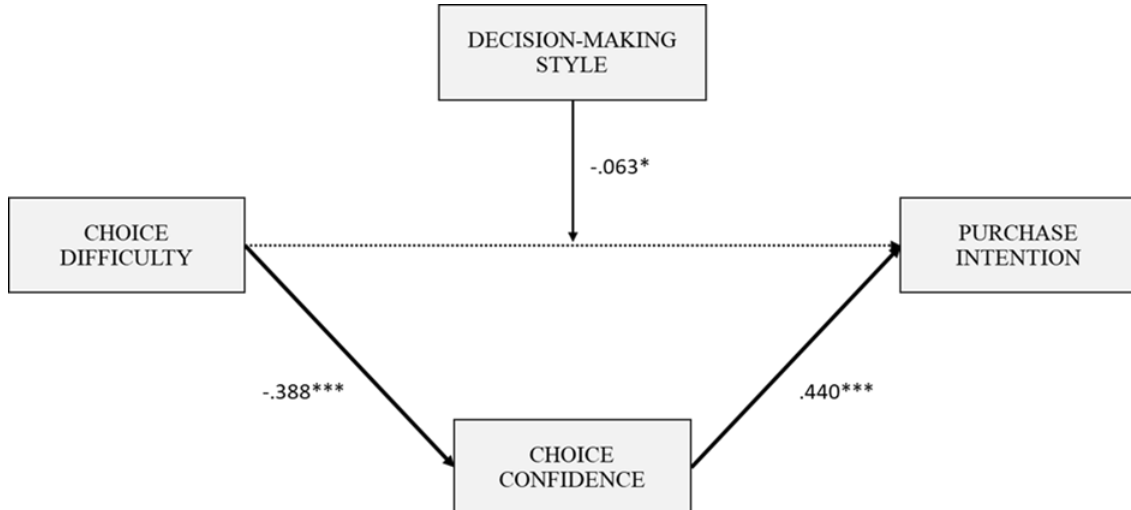 DECISION-MAKING
STYLE
-.063*
CHOICE
DIFFICULTY
PURCHASE
INTENTION
-.388***
.440***
CHOICE
CONFIDENCE